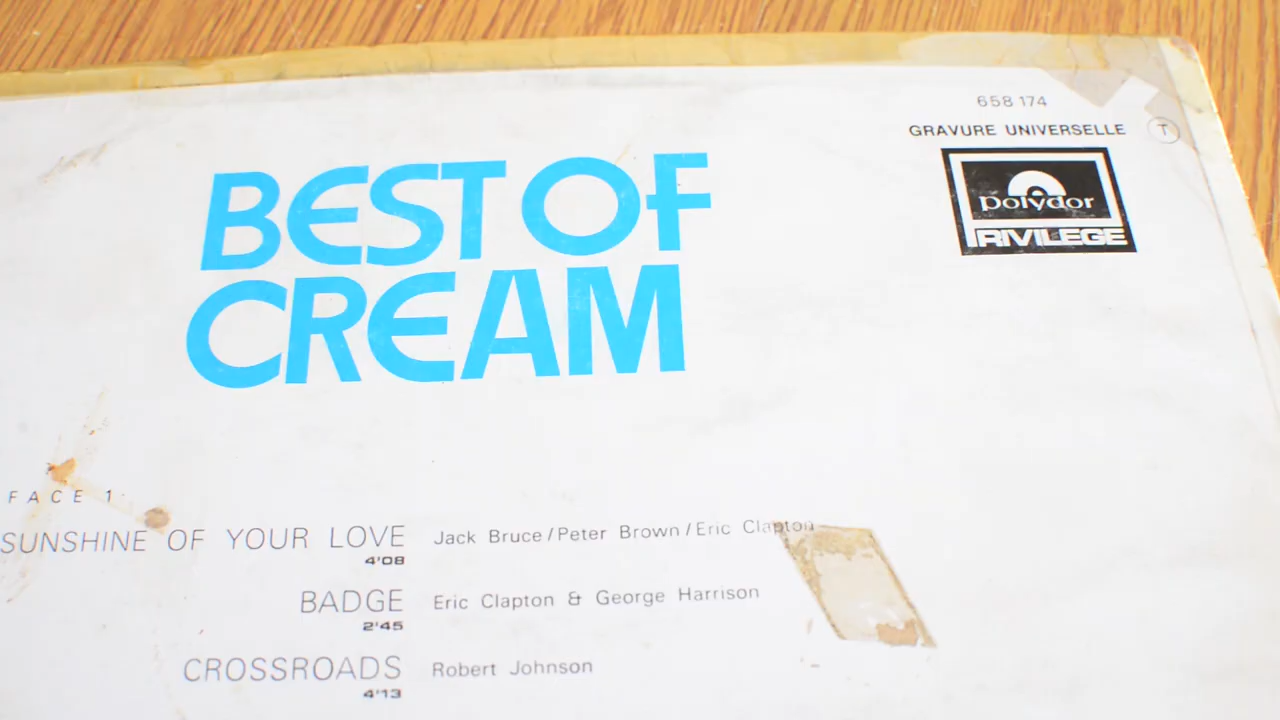 658 174
GRAVURE UNIVERSELLE T
polydor
PRIVILEGE
BEST OF
CREAM
FACE 1
SUNSHINE OF YOUR LOVE Jack Bruce/Peter Brown/Eric Clapton
4'08
BADGE Eric Clapton & George Harrison
2'45
CROSSROADS Robert Johnson
4'13